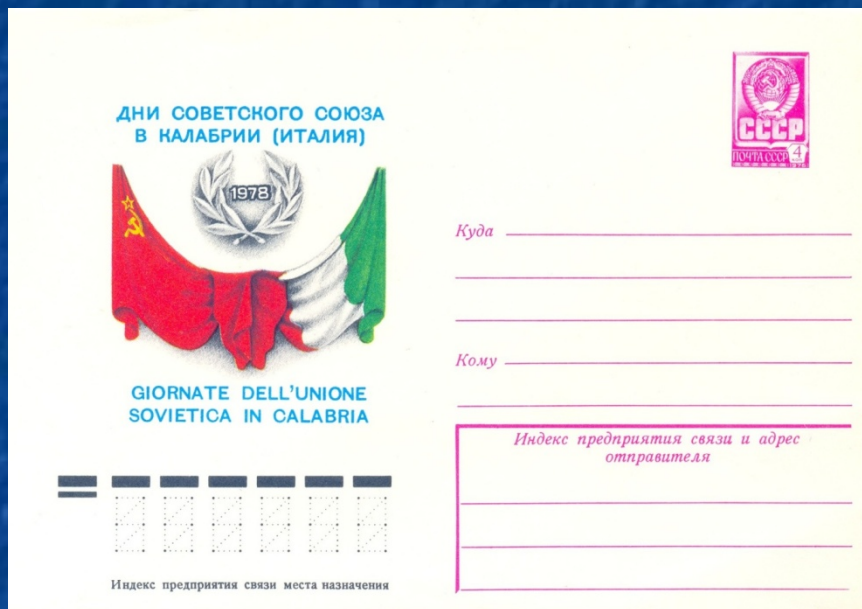 ДНИ СОВЕТСКОГО СОЮЗА
В КАЛАБРИИ (ИТАЛИЯ)
1978
GIORNATE DELL'UNIONE
SOVIETICA IN CALABRIA
Индекс предприятия связи места назначения
СССР
ПОЧТА СССР 4
Куда
Кому
Индекс предприятия связи и адрес
отправителя